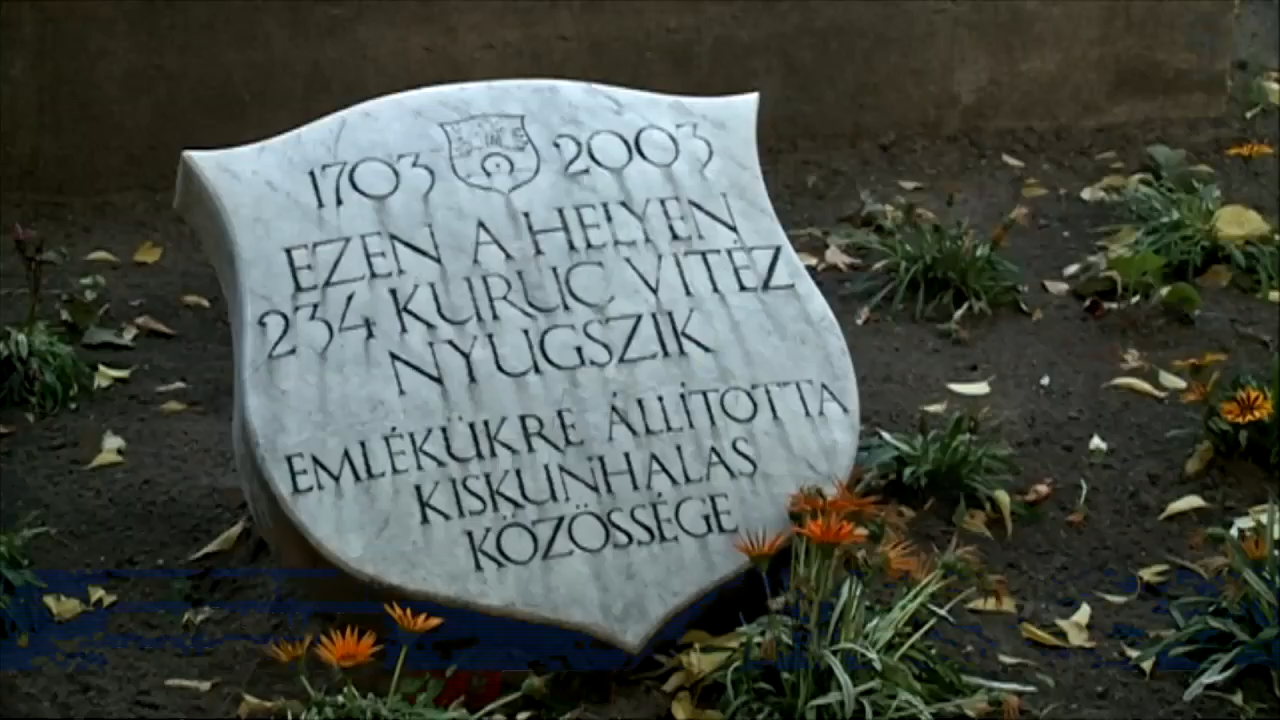 1703 2003
EZEN A HELYEN
234 KURUC VITÉZ
NYUGSZIK
EMLÉKÜKRE ÁLLÍTOTTA
KISKUNHALAS
KÖZÖSSÉGE